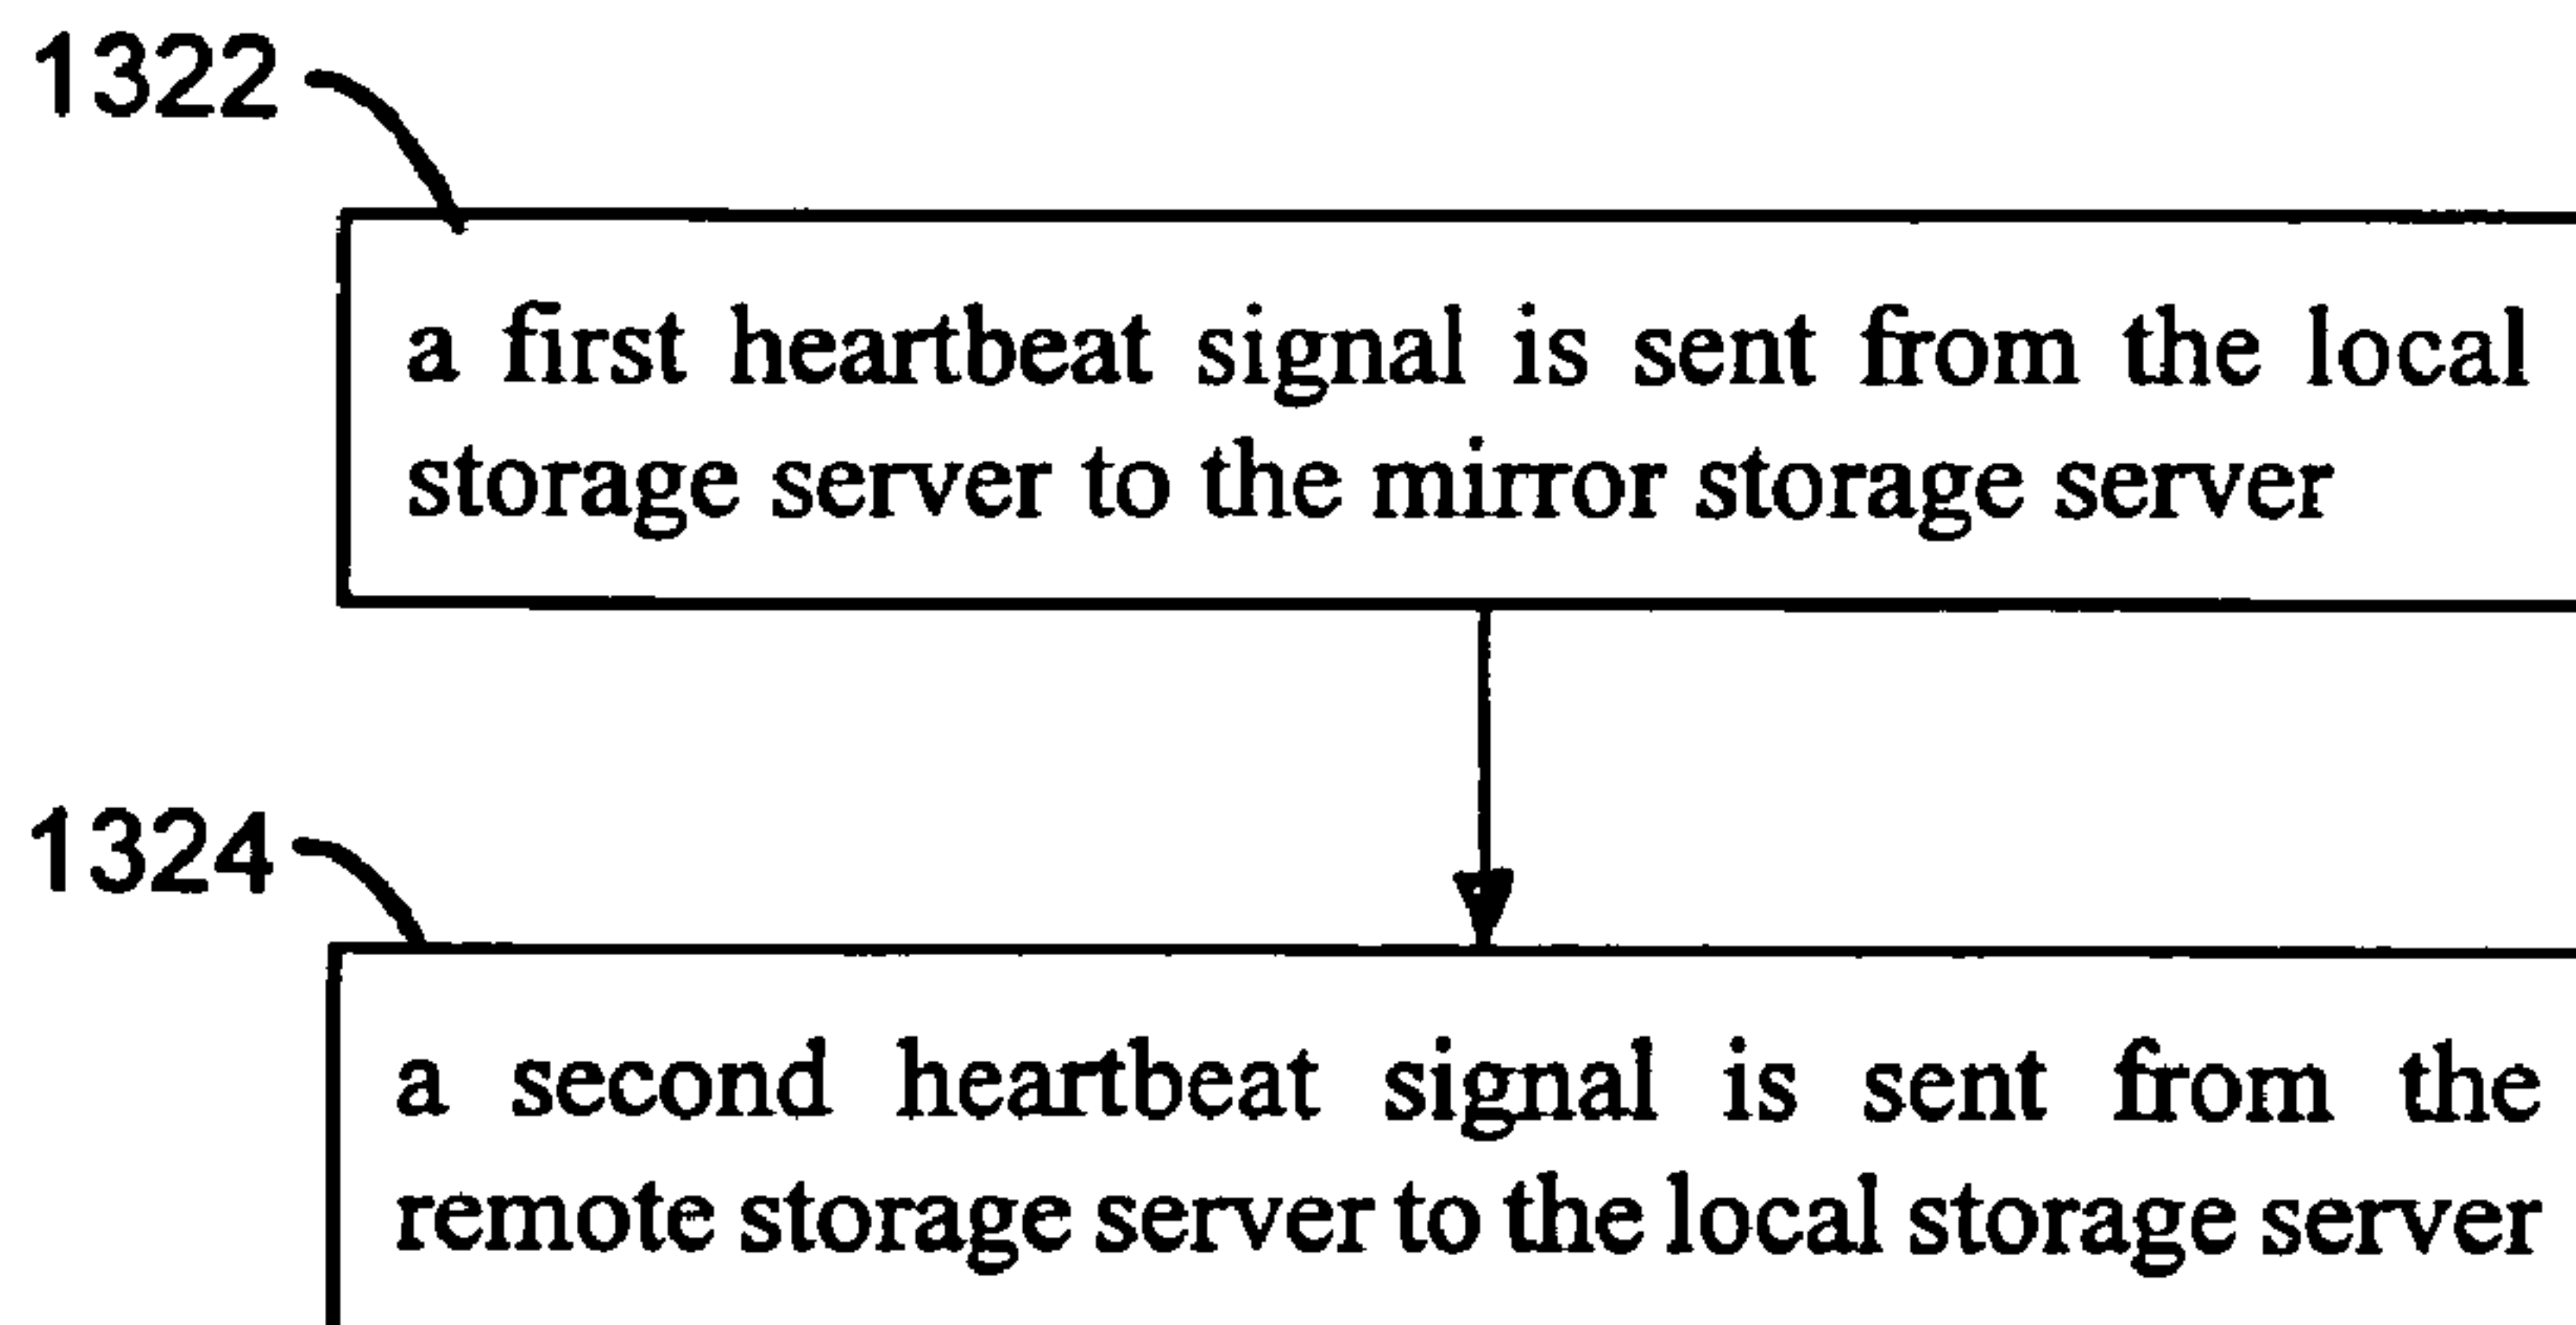 1322
a first heartbeat signal is sent from the local
storage server to the mirror storage server
1324
a second heartbeat signal is sent from the
remote storage server to the local storage server